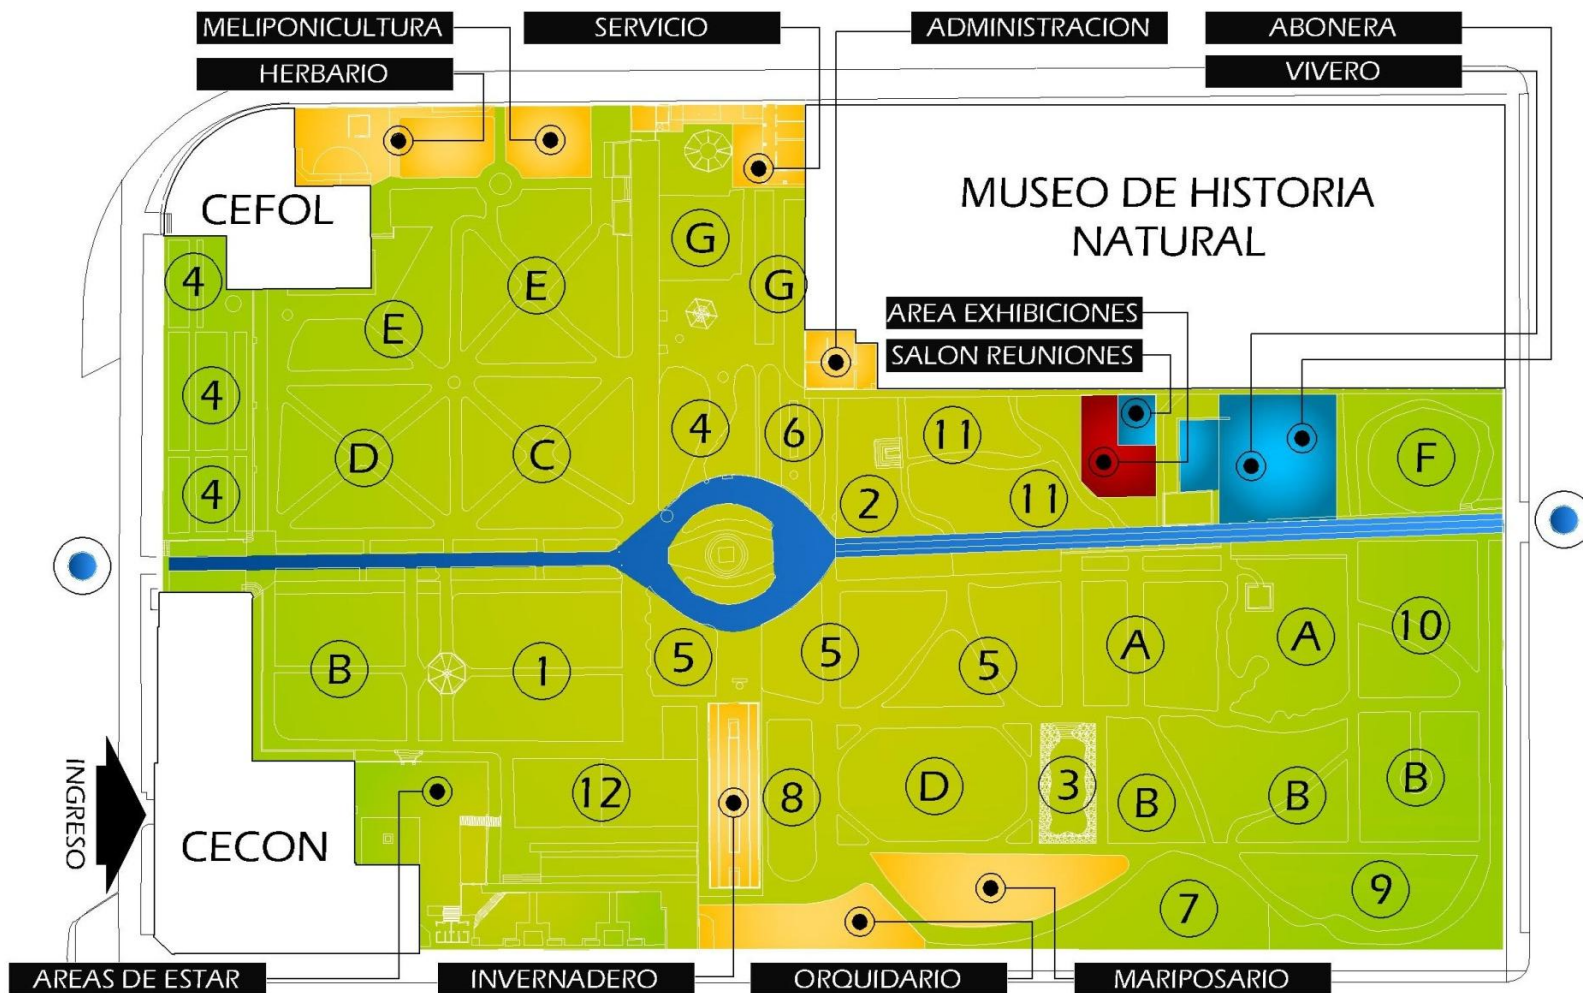 MELIPONICULTURA
SERVICIO
ADMINISTRACION
ABONERA
HERBARIO
VIVERO
CEFOL
MUSEO DE HISTORIA
NATURAL
G
4
E
G
E
AREA EXHIBICIONES
SALON REUNIONES
4
4
6
11
D
C
F
4
2
11
B
1
5
5
5
A
A
10
INGRESO
CECON
12
8
D
3
B
B
B
7
9
AREAS DE ESTAR
INVERNADERO
ORQUIDARIO
MARIPOSARIO